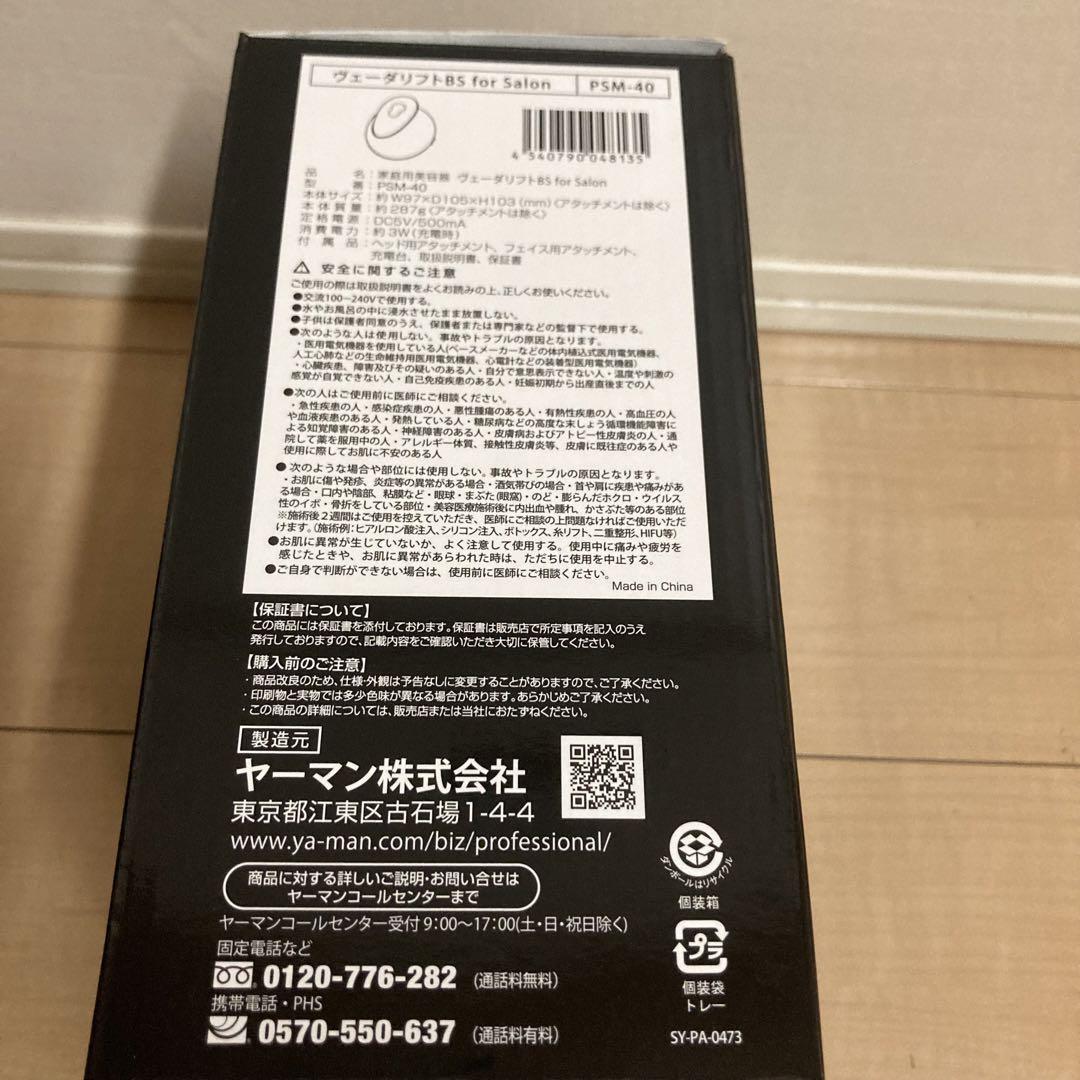 ヴェーダリフトBS for Salon PSM-40
4 540790 048135
品名：家庭用美容器 ヴェーダリフトBS for Salon
型番：PSM-40
本体サイズ：約 W97×D105×H103（mm）〈アタッチメントは除く〉
本体質量：約 287g〈アタッチメントは除く〉
定格電源：DC5V/500mA
消費電力：約 3W（充電時）
付属品：ヘッド用アタッチメント、フェイス用アタッチメント、
充電台、取扱説明書、保証書
⚠ 安全に関するご注意
ご使用の際は取扱説明書をよくお読みの上、正しくお使いください。
●交流100〜240Vで使用する。
●水やお風呂の中に浸水させたまま放置しない。
●子供は保護者同意のうえ、保護者または専門家などの監督下で使用する。
●次のような人は使用しない。事故やトラブルの原因となります。
・医用電気機器を使用している人(ペースメーカーなどの体内植込式医用電気機器、
人工心肺などの生命維持用医用電気機器、心電計などの装着型医用電気機器)
・心臓疾患、障害及びその疑いのある人・自分で意思表示できない人・温度や刺激の
感覚が自覚できない人・自己免疫疾患のある人・妊娠初期から出産直後までの人
●次の人はご使用前に医師にご相談ください。
・急性疾患の人・感染症疾患の人・悪性腫瘍のある人・有熱性疾患の人・高血圧の人
や血液疾患のある人・発熱している人・糖尿病などの高度な末しょう循環機能障害に
よる知覚障害のある人・神経障害のある人・皮膚病およびアトピー性皮膚炎の人・通
院して薬を服用中の人・アレルギー体質、接触性皮膚炎等、皮膚に既往症のある人や
使用に際してお肌に不安のある人
●次のような場合や部位には使用しない。事故やトラブルの原因となります。
・お肌に傷や発疹、炎症等の異常がある場合・酒気帯びの場合・首や肩に疾患や痛みがあ
る場合・口内や陰部、粘膜など・眼球・まぶた(眼窩)・のど・膨らんだホクロ・ウイルス
性のイボ・骨折をしている部位・美容医療施術後に内出血や腫れ、かさぶた等のある部位
※施術後２週間はご使用を控えていただき、医師にご相談の上問題なければご使用いただ
けます。(施術例：ヒアルロン酸注入、シリコン注入、ボトックス、糸リフト、二重整形、HIFU等)
●お肌に異常が生じていないか、よく注意して使用する。使用中に痛みや疲労を
感じたときや、お肌に異常があらわれた時は、ただちに使用を中止する。
●ご自身で判断ができない場合は、使用前に医師にご相談ください。
Made in China
【保証書について】
この商品には保証書を添付しております。保証書は販売店で所定事項を記入のうえ
発行しておりますので、記載内容をご確認いただき大切に保管してください。
【購入前のご注意】
・商品改良のため、仕様・外観は予告なしに変更することがありますので、ご了承ください。
・印刷物と実物では多少色味が異なる場合があります。あらかじめご了承ください。
・この商品の詳細については、販売店または当社におたずねください。
製造元
ヤーマン株式会社
東京都江東区古石場1-4-4
www.ya-man.com/biz/professional/
商品に対する詳しいご説明・お問い合せは
ヤーマンコールセンターまで
ヤーマンコールセンター受付 9:00〜17:00(土・日・祝日除く)
固定電話など
0120-776-282（通話料無料）
携帯電話・PHS
0570-550-637（通話料有料）
ダンボールはリサイクル
個装箱
プラ
個装袋
トレー
SY-PA-0473